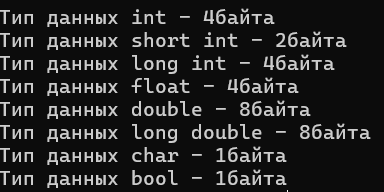 Тип данных int - 4байта
Тип данных short int - 2байта
Тип данных long int - 4байта
Тип данных float - 4байта
Тип данных double - 8байта
Тип данных long double - 8байта
Тип данных char - 1байта
Тип данных bool - 1байта